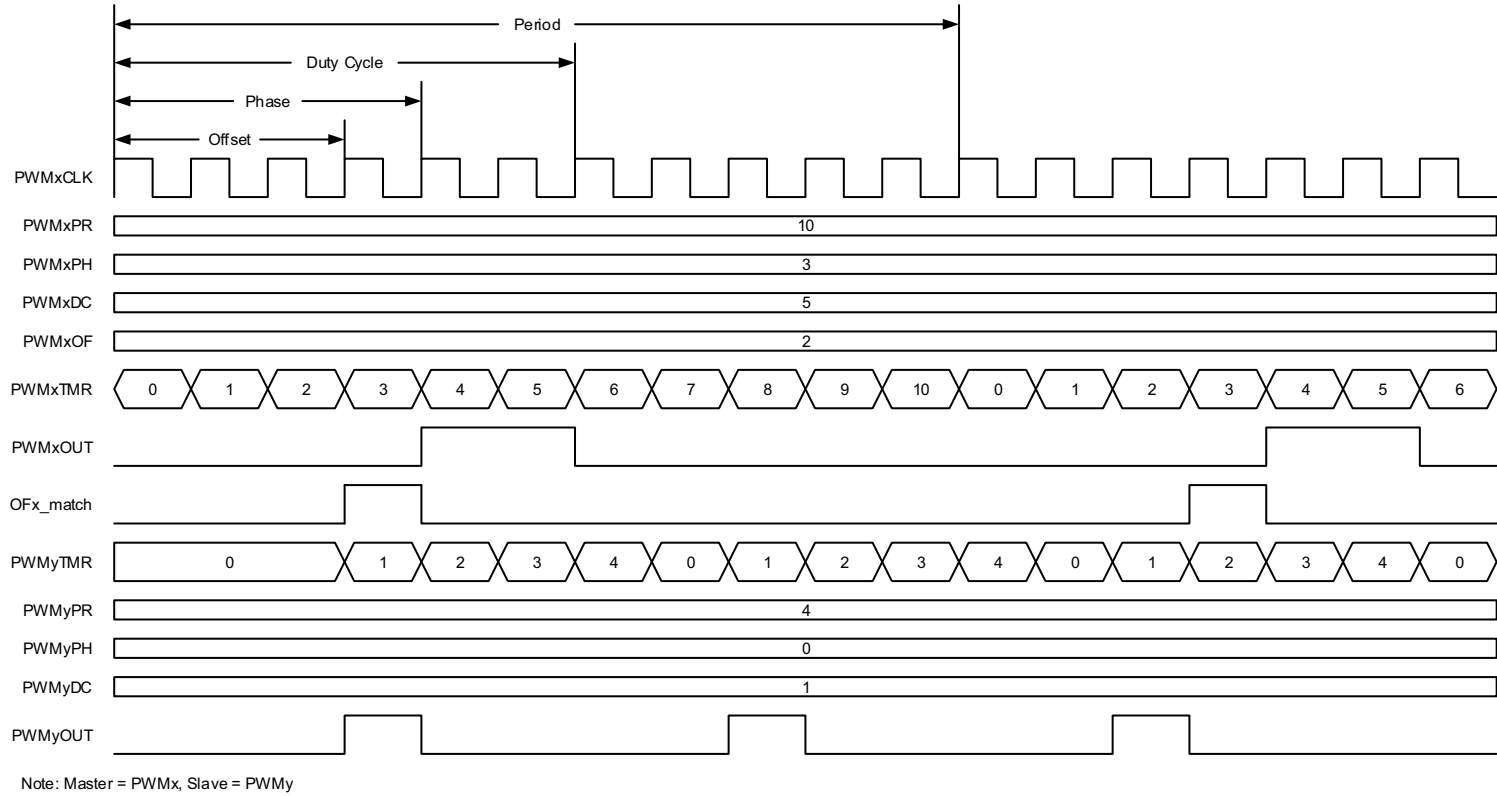 Period
Duty Cycle
Phase
Offset
PWMxCLK
PWMxPR 10
PWMxPH 3
PWMxDC 5
PWMxOF 2
PWMxTMR 0 1 2 3 4 5 6 7 8 9 10 0 1 2 3 4 5 6
PWMxOUT
OFx_match
PWMyTMR 0 1 2 3 4 0 1 2 3 4 0 1 2 3 4 0
PWMyPR 4
PWMyPH 0
PWMyDC 1
PWMyOUT
Note: Master = PWMx, Slave = PWMy